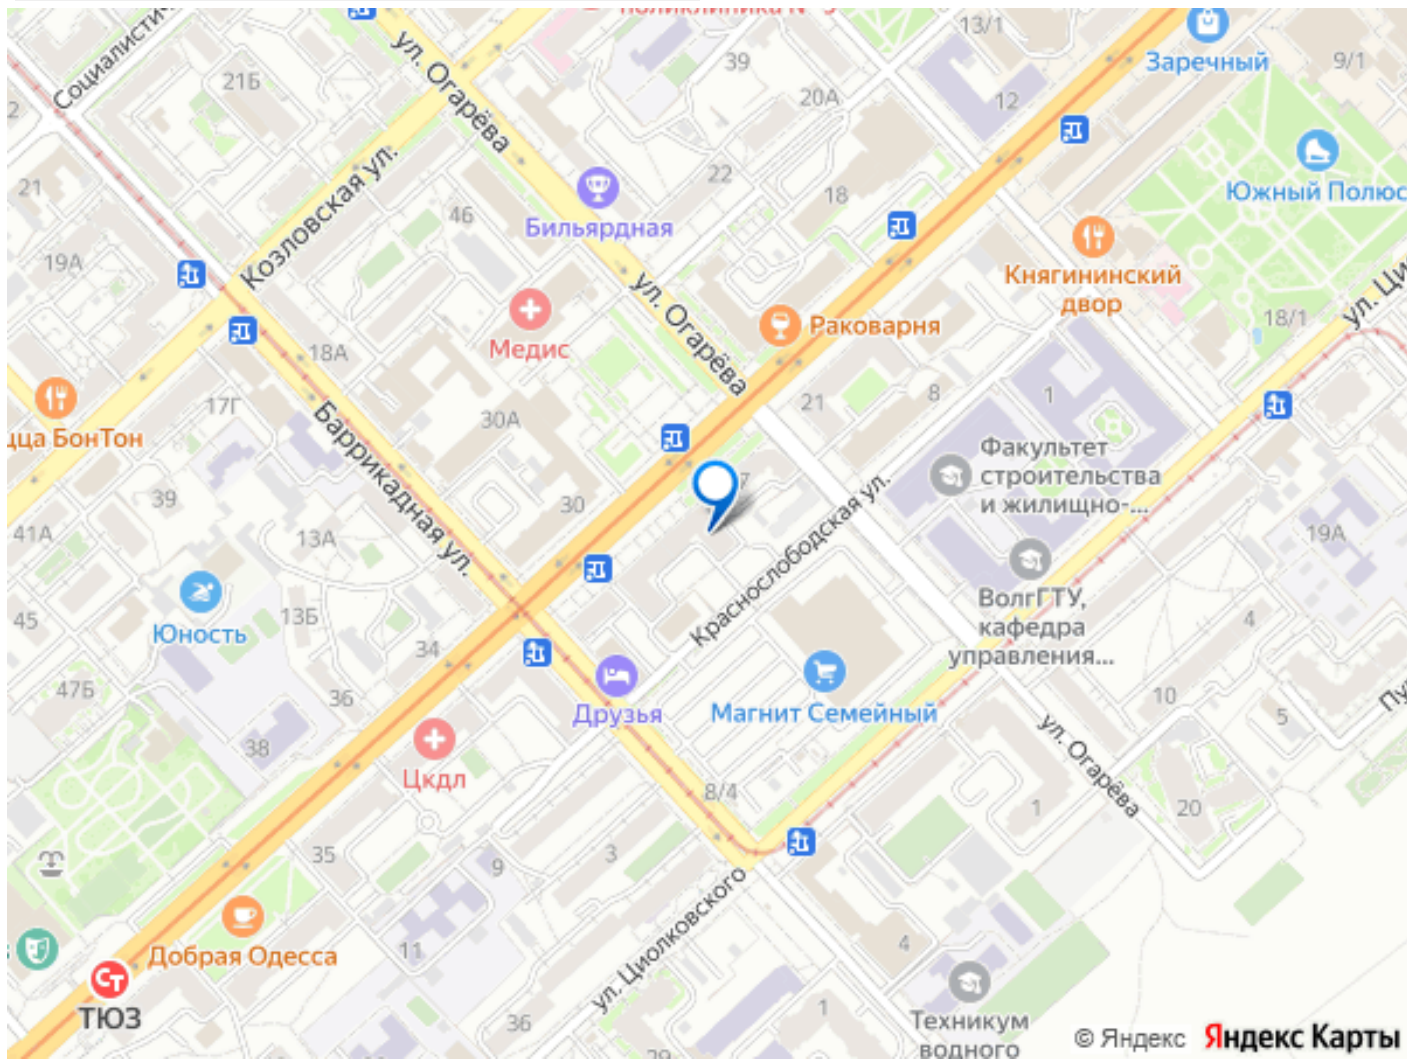 поликлиника №
13/1
Заречный
9/1
Социалистич
ул. Огарёва
39
21Б
20А
12
Козловская ул.
22
18
Южный Полюс
21
Бильярдная
4Б
19А
ул. Огарёва
Княгининский
двор
ул. Ци
Медис
Раковарня
18/1
18А
17Г
30А
21
8
1
Баррикадная ул.
цца БонТон
Факультет
строительства
и жилищно-...
39
30
7
41А
13А
Краснослободская ул.
19А
45
Юность
13Б
34
ВолгГТУ,
кафедра
управления...
4
47Б
36
Друзья
Магнит Семейный
10
5
38
Цкдл
8/4
ул. Огарёва
1
20
35
9
3
ул. Циолковского
Добрая Одесса
11
4
ТЮЗ
36
1
Техникум
водного
© Яндекс Яндекс Карты